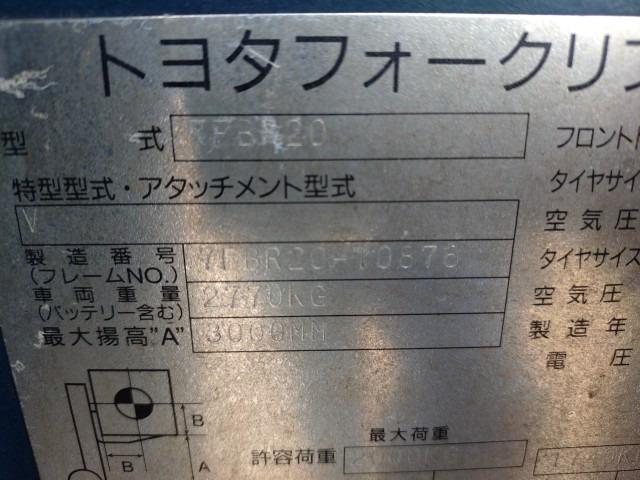 トヨタフォークリフ
型 式 7FBR20 フロント
特型型式・アタッチメント型式 タイヤサイ
V 空気圧
製造番号 7FBR20-10876 タイヤサイズ
(フレームNO.)
車両重量 2770KG 空気圧
(バッテリー含む)
最大揚高"A" 3000MM 製造年
電圧
最大荷重
許容荷重
B
B A